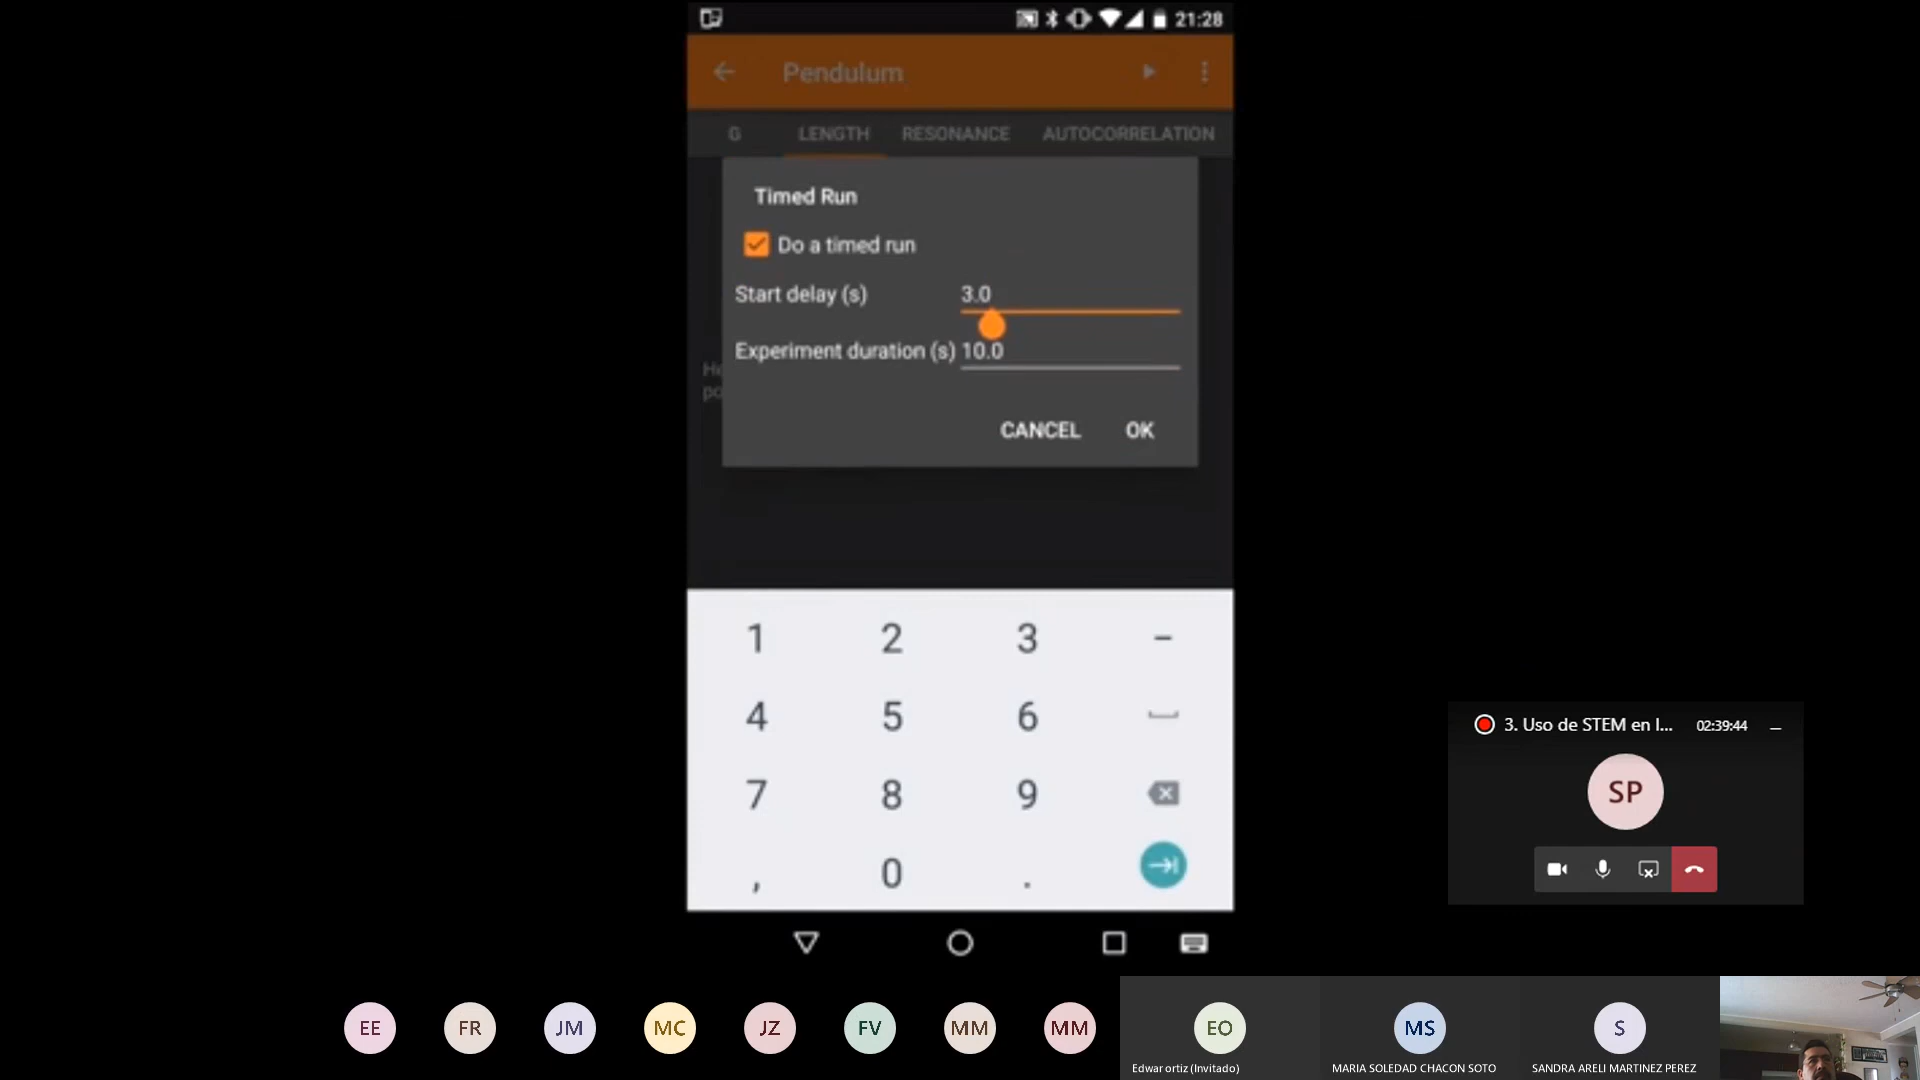 21:28
Pendulum
G LENGTH RESONANCE AUTOCORRELATION
Timed Run
Do a timed run
Start delay (s) 3.0
Experiment duration (s) 10.0
CANCEL OK
1 2 3 -
4 5 6
7 8 9
, 0 .
3. Uso de STEM en l... 02:39:44
SP
EE FR JM MC JZ FV MM MM EO MS S
Edwar ortiz (Invitado) MARIA SOLEDAD CHACON SOTO SANDRA ARELI MARTINEZ PEREZ